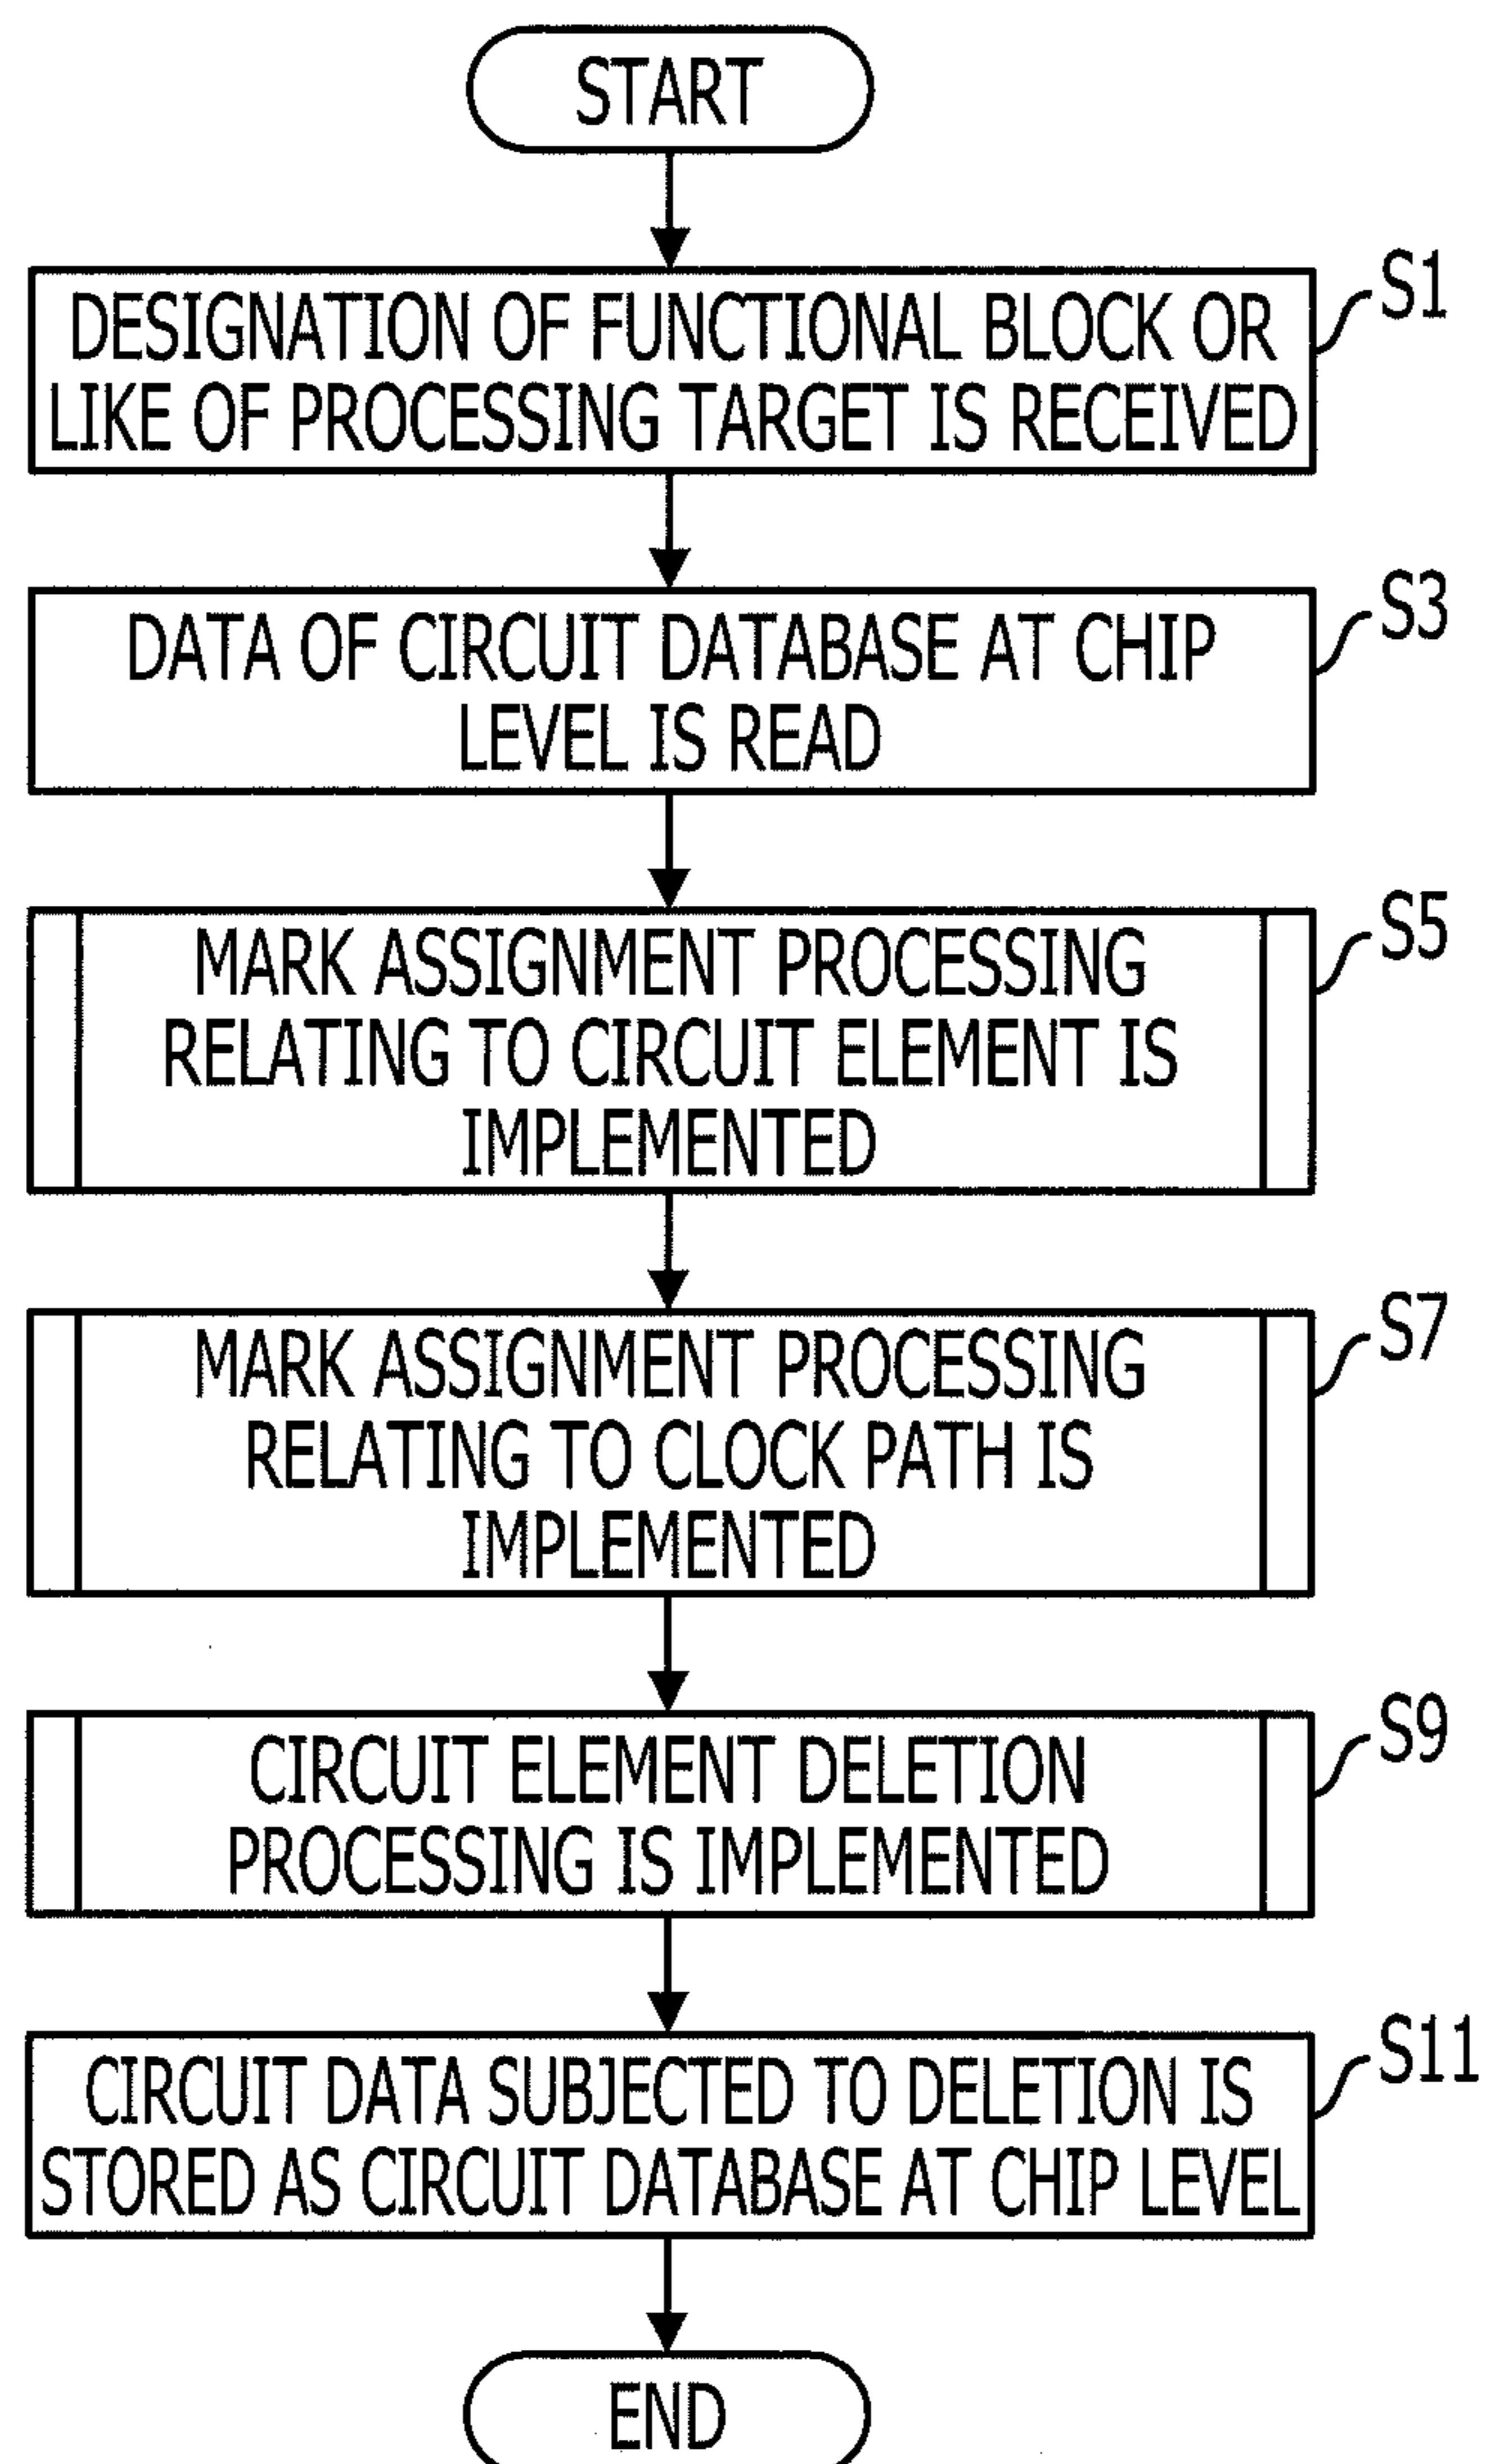 START
S1
DESIGNATION OF FUNCTIONAL BLOCK OR
LIKE OF PROCESSING TARGET IS RECEIVED
S3
DATA OF CIRCUIT DATABASE AT CHIP
LEVEL IS READ
S5
MARK ASSIGNMENT PROCESSING
RELATING TO CIRCUIT ELEMENT IS
IMPLEMENTED
S7
MARK ASSIGNMENT PROCESSING
RELATING TO CLOCK PATH IS
IMPLEMENTED
S9
CIRCUIT ELEMENT DELETION
PROCESSING IS IMPLEMENTED
S11
CIRCUIT DATA SUBJECTED TO DELETION IS
STORED AS CIRCUIT DATABASE AT CHIP LEVEL
END